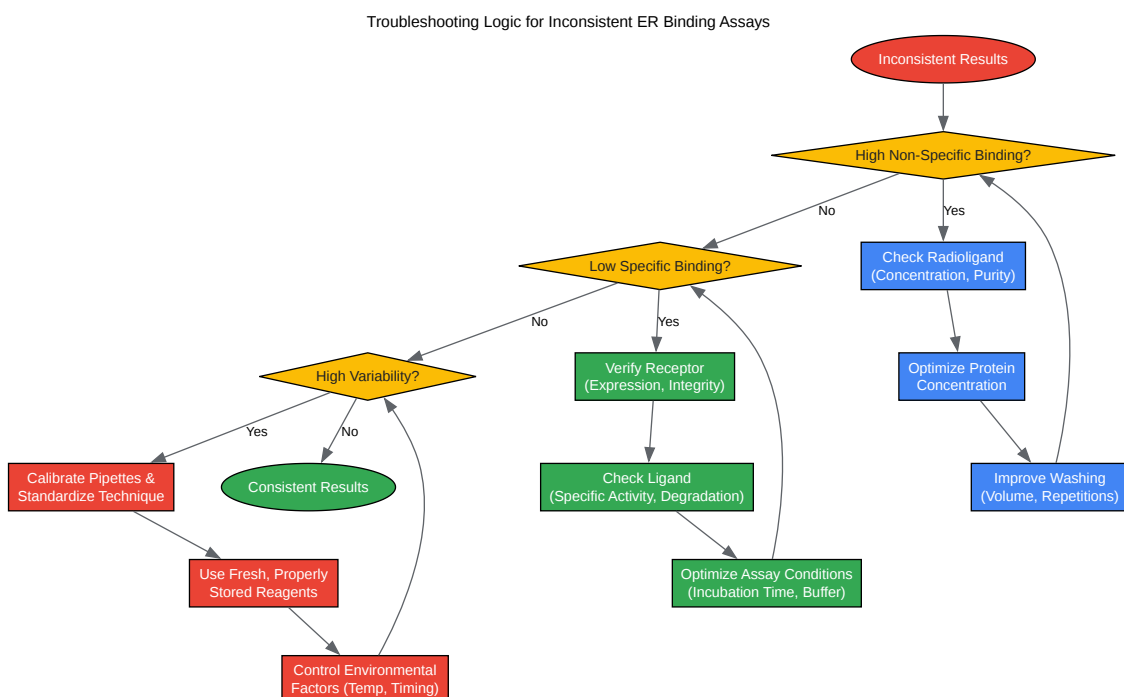 Troubleshooting Logic for Inconsistent ER Binding Assays
Inconsistent Results
High Non-Specific Binding?
No
Yes
Low Specific Binding?
Check Radioligand
(Concentration, Purity)
No
Yes
High Variability?
Verify Receptor
(Expression, Integrity)
Optimize Protein
Concentration
Yes
No
Calibrate Pipettes &
Standardize Technique
Consistent Results
Check Ligand
(Specific Activity, Degradation)
Improve Washing
(Volume, Repetitions)
Use Fresh, Properly
Stored Reagents
Optimize Assay Conditions
(Incubation Time, Buffer)
Control Environmental
Factors (Temp, Timing)